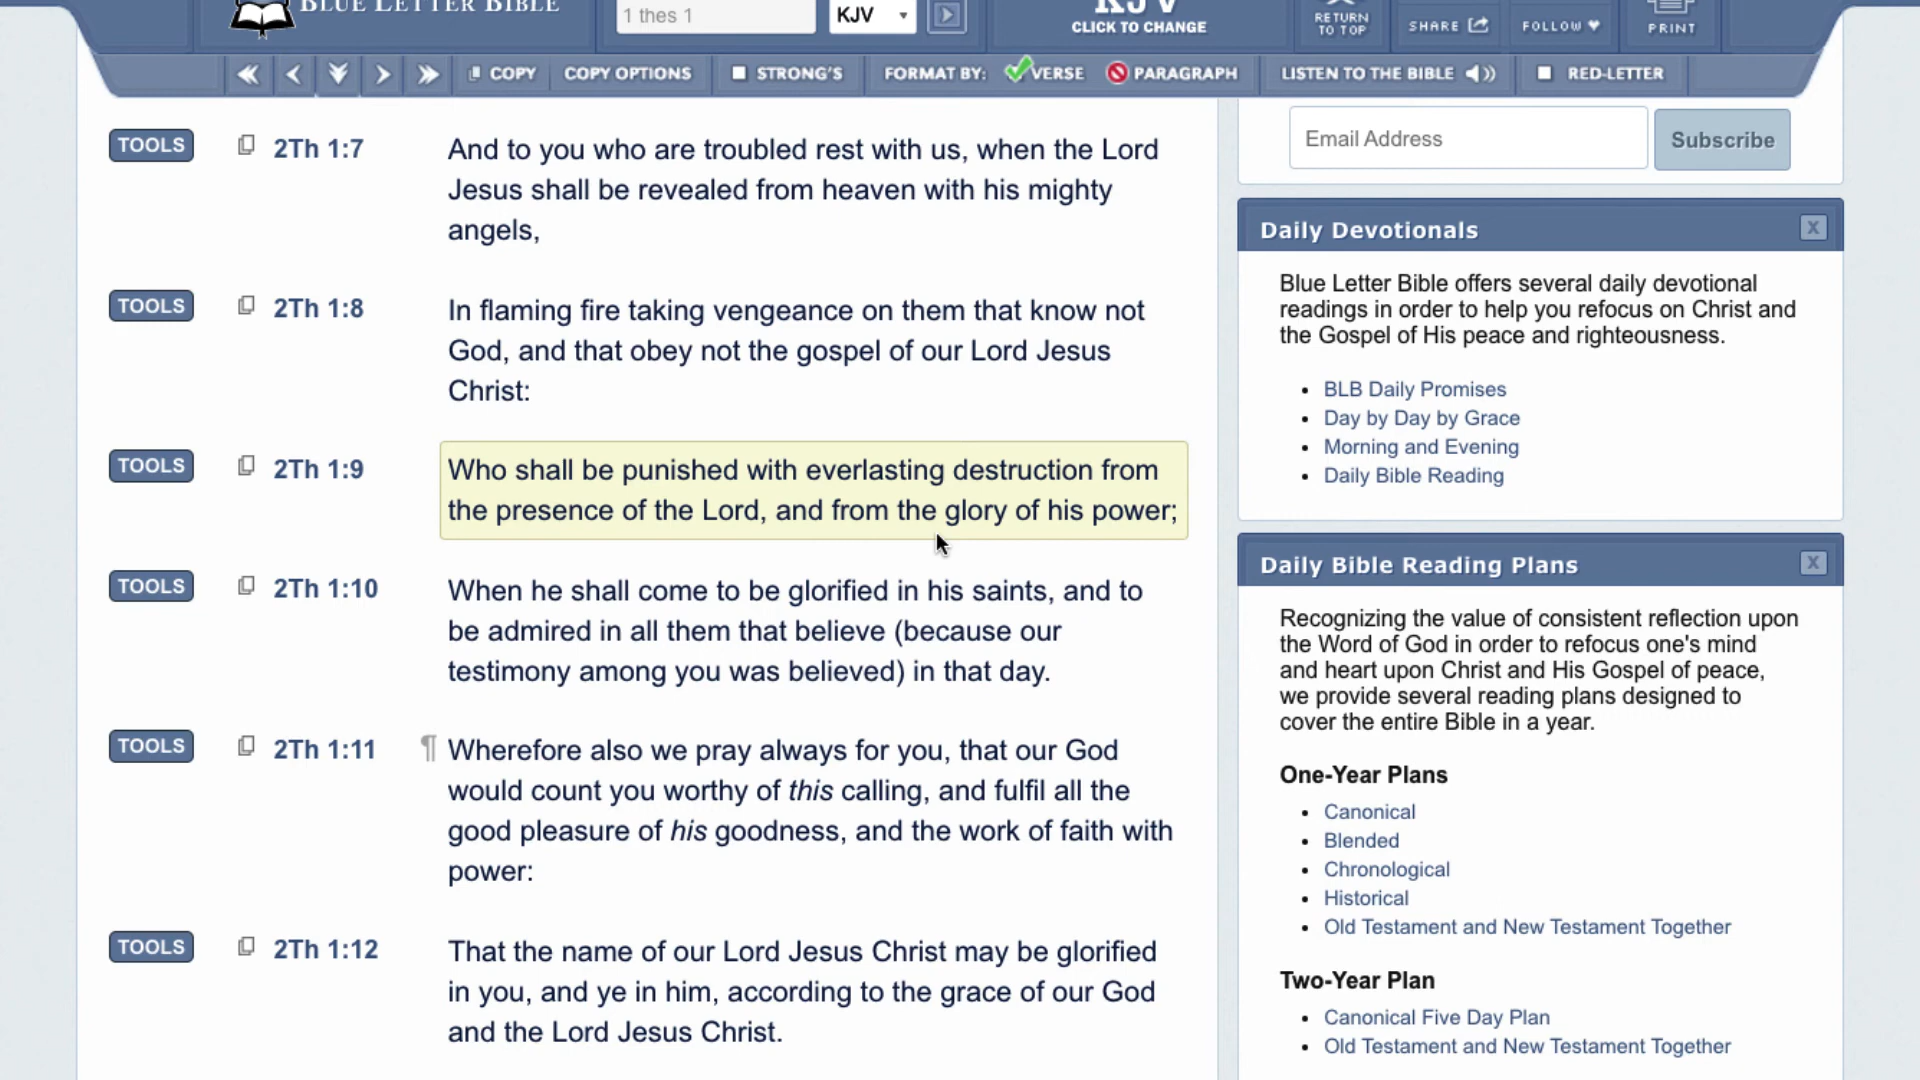 BLUE LETTER BIBLE
1 thes 1
KJV
KJV
CLICK TO CHANGE
RETURN
TO TOP
SHARE
FOLLOW
PRINT
COPY
COPY OPTIONS
STRONG'S
FORMAT BY:
VERSE
PARAGRAPH
LISTEN TO THE BIBLE
RED-LETTER
TOOLS
2Th 1:7
And to you who are troubled rest with us, when the Lord
Jesus shall be revealed from heaven with his mighty
angels,
TOOLS
2Th 1:8
In flaming fire taking vengeance on them that know not
God, and that obey not the gospel of our Lord Jesus
Christ:
TOOLS
2Th 1:9
Who shall be punished with everlasting destruction from
the presence of the Lord, and from the glory of his power;
TOOLS
2Th 1:10
When he shall come to be glorified in his saints, and to
be admired in all them that believe (because our
testimony among you was believed) in that day.
TOOLS
2Th 1:11
¶ Wherefore also we pray always for you, that our God
would count you worthy of this calling, and fulfil all the
good pleasure of his goodness, and the work of faith with
power:
TOOLS
2Th 1:12
That the name of our Lord Jesus Christ may be glorified
in you, and ye in him, according to the grace of our God
and the Lord Jesus Christ.
Email Address
Subscribe
Daily Devotionals
X
Blue Letter Bible offers several daily devotional
readings in order to help you refocus on Christ and
the Gospel of His peace and righteousness.
• BLB Daily Promises
• Day by Day by Grace
• Morning and Evening
• Daily Bible Reading
Daily Bible Reading Plans
X
Recognizing the value of consistent reflection upon
the Word of God in order to refocus one's mind
and heart upon Christ and His Gospel of peace,
we provide several reading plans designed to
cover the entire Bible in a year.
One-Year Plans
• Canonical
• Blended
• Chronological
• Historical
• Old Testament and New Testament Together
Two-Year Plan
• Canonical Five Day Plan
• Old Testament and New Testament Together